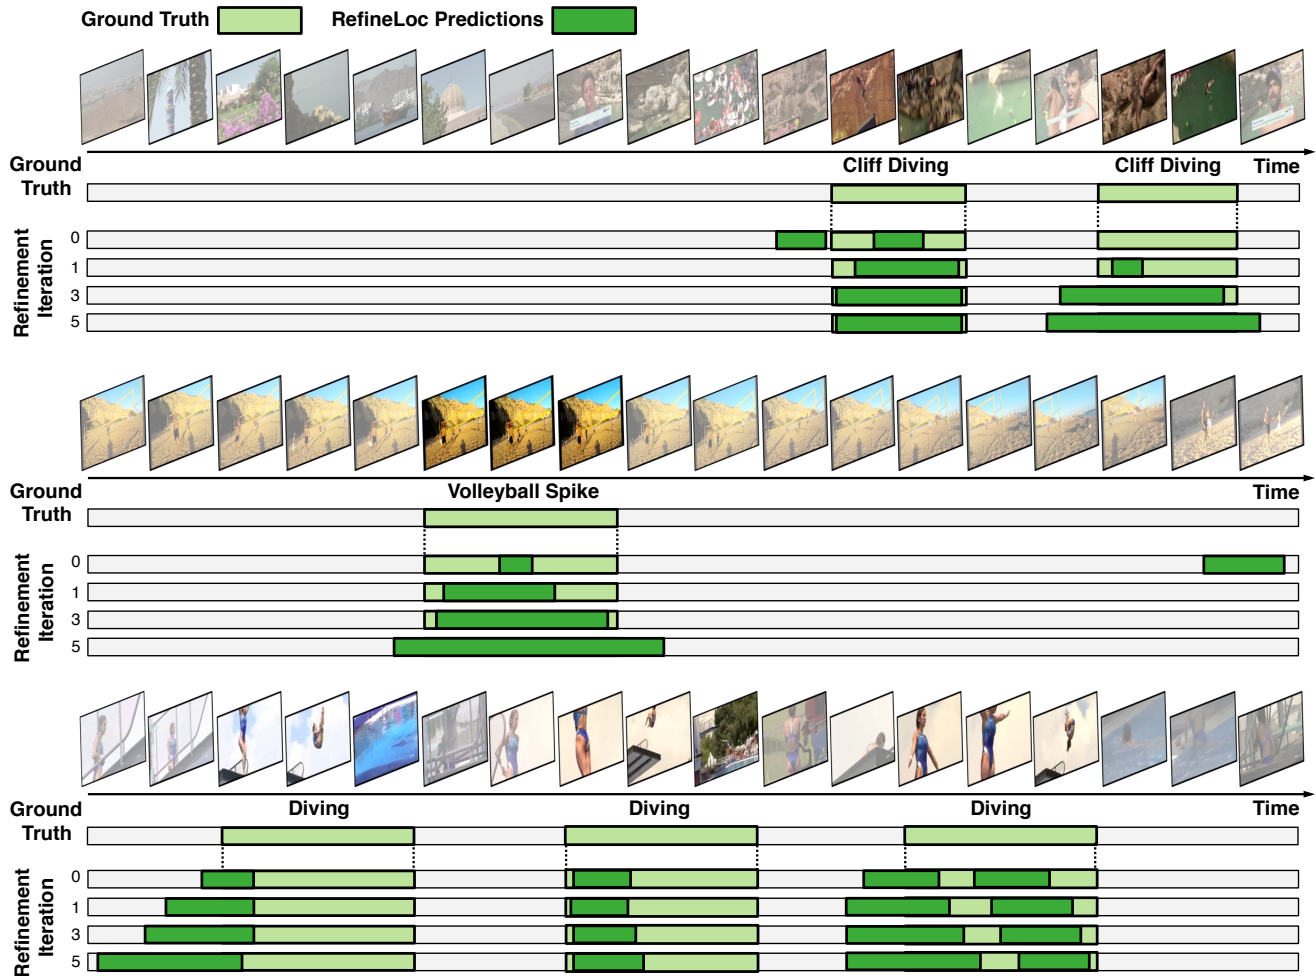 Ground Truth
RefineLoc Predictions
Ground Truth
Cliff Diving
Cliff Diving
Time
Refinement Iteration
0
1
3
5
Ground Truth
Volleyball Spike
Time
Refinement Iteration
0
1
3
5
Ground Truth
Diving
Diving
Diving
Time
Refinement Iteration
0
1
3
5